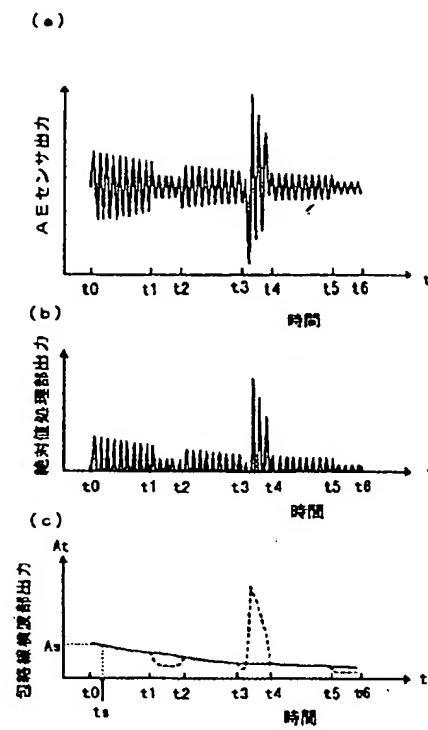 (a)
AEセンサ出力
t0 t1 t2 t3 t4 t5 t6 t
時間
(b)
絶対値処理部出力
t0 t1 t2 t3 t4 t5 t6 t
時間
(c)
At
包絡線検波部出力
As
t0 t1 t2 t3 t4 t5 t6 t
ts
時間